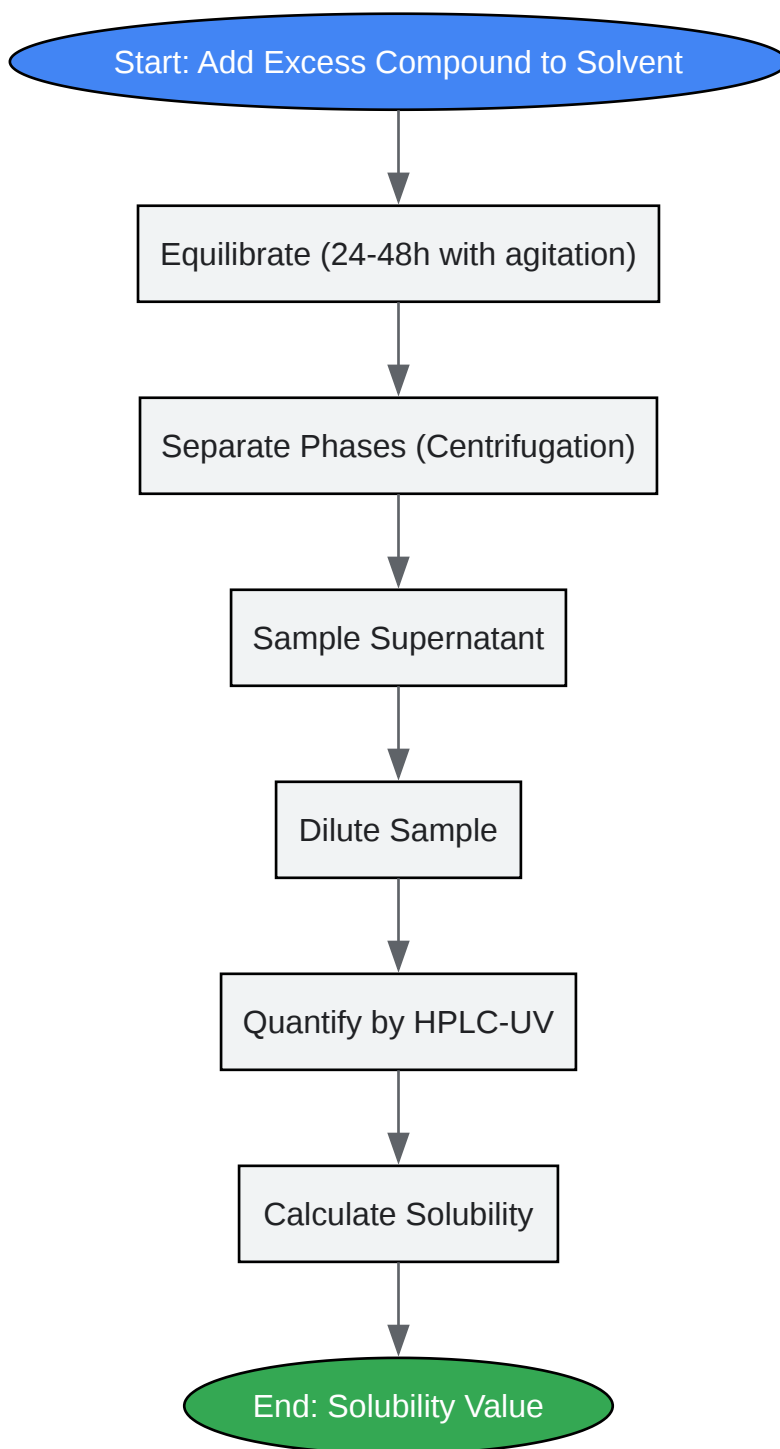 Start: Add Excess Compound to Solvent
Equilibrate (24-48h with agitation)
Separate Phases (Centrifugation)
Sample Supernatant
Dilute Sample
Quantify by HPLC-UV
Calculate Solubility
End: Solubility Value